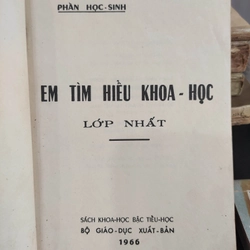 PHẦN HỌC-SINH
EM TÌM HIỂU KHOA-HỌC
LỚP NHẤT
SÁCH KHOA-HỌC BẬC TIỂU-HỌC
BỘ GIÁO-DỤC XUẤT-BẢN
1966